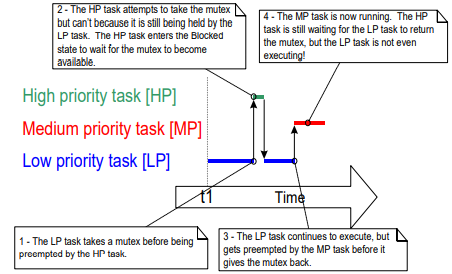 2 - The HP task attempts to take the mutex
but can't because it is still being held by the
LP task.  The HP task enters the Blocked
state to wait for the mutex to become
available.
4 - The MP task is now running.  The HP
task is still waiting for the LP task to return
the mutex, but the LP task is not even
executing!
High priority task [HP]
Medium priority task [MP]
Low priority task [LP]
t1
Time
1 - The LP task takes a mutex before being
preempted by the HP task.
3 - The LP task continues to execute, but
gets preempted by the MP task before it
gives the mutex back.